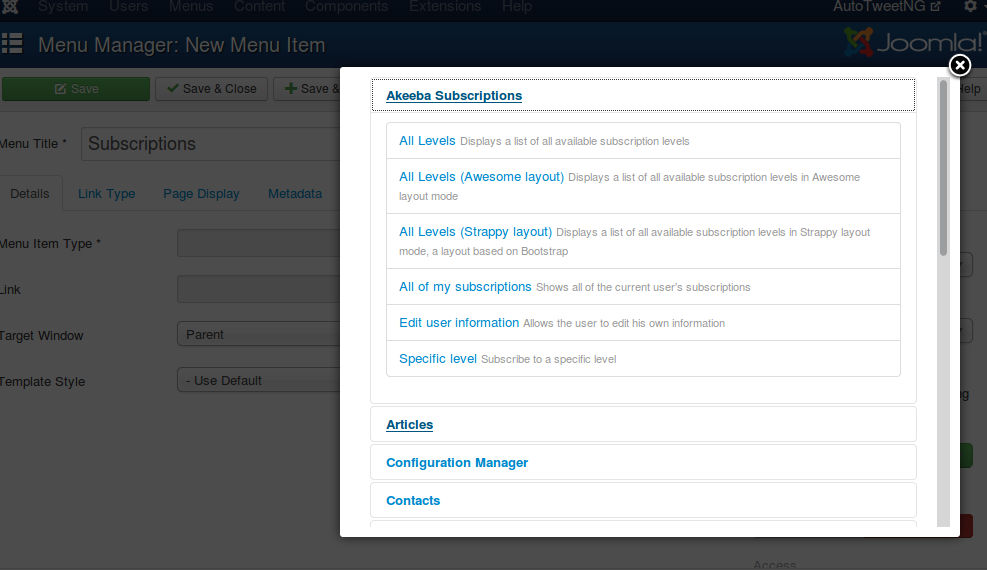 System Users Menus Content Components Extensions Help AutoTweetNG
Menu Manager: New Menu Item Joomla!
Save Save & Close Save & Help
Menu Title * Subscriptions
Details Link Type Page Display Metadata
Menu Item Type *
Link
Target Window Parent
Template Style - Use Default
Akeeba Subscriptions
All Levels Displays a list of all available subscription levels
All Levels (Awesome layout) Displays a list of all available subscription levels in Awesome
layout mode
All Levels (Strappy layout) Displays a list of all available subscription levels in Strappy layout
mode, a layout based on Bootstrap
All of my subscriptions Shows all of the current user's subscriptions
Edit user information Allows the user to edit his own information
Specific level Subscribe to a specific level
Articles
Configuration Manager
Contacts
Access